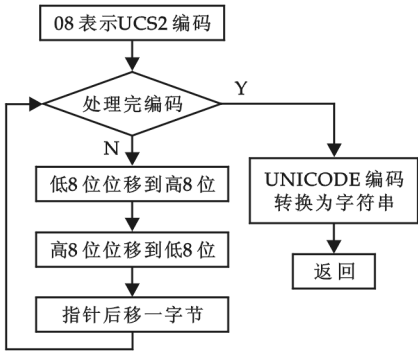 08 表示UCS2 编码
处理完编码
Y
N
低8 位位移到高8 位
UNICODE 编码
转换为字符串
高8 位位移到低8 位
返回
指针后移一字节